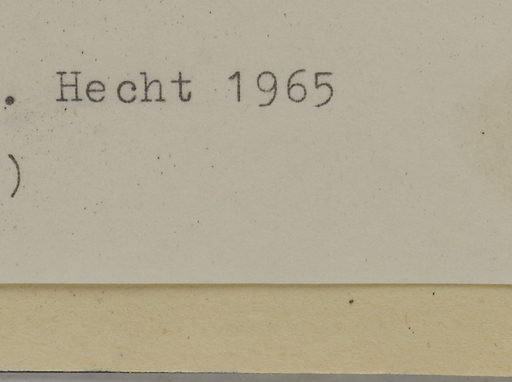 . Hecht 1965
)